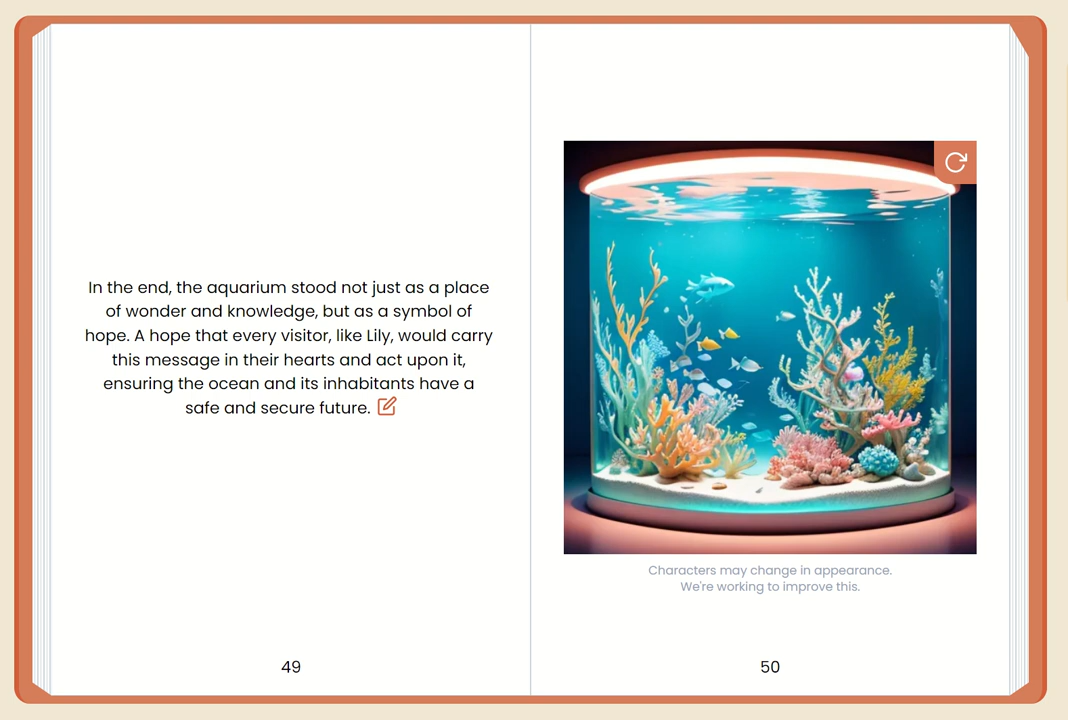 In the end, the aquarium stood not just as a place
of wonder and knowledge, but as a symbol of
hope. A hope that every visitor, like Lily, would carry
this message in their hearts and act upon it,
ensuring the ocean and its inhabitants have a
safe and secure future.
49
Characters may change in appearance.
We're working to improve this.
50